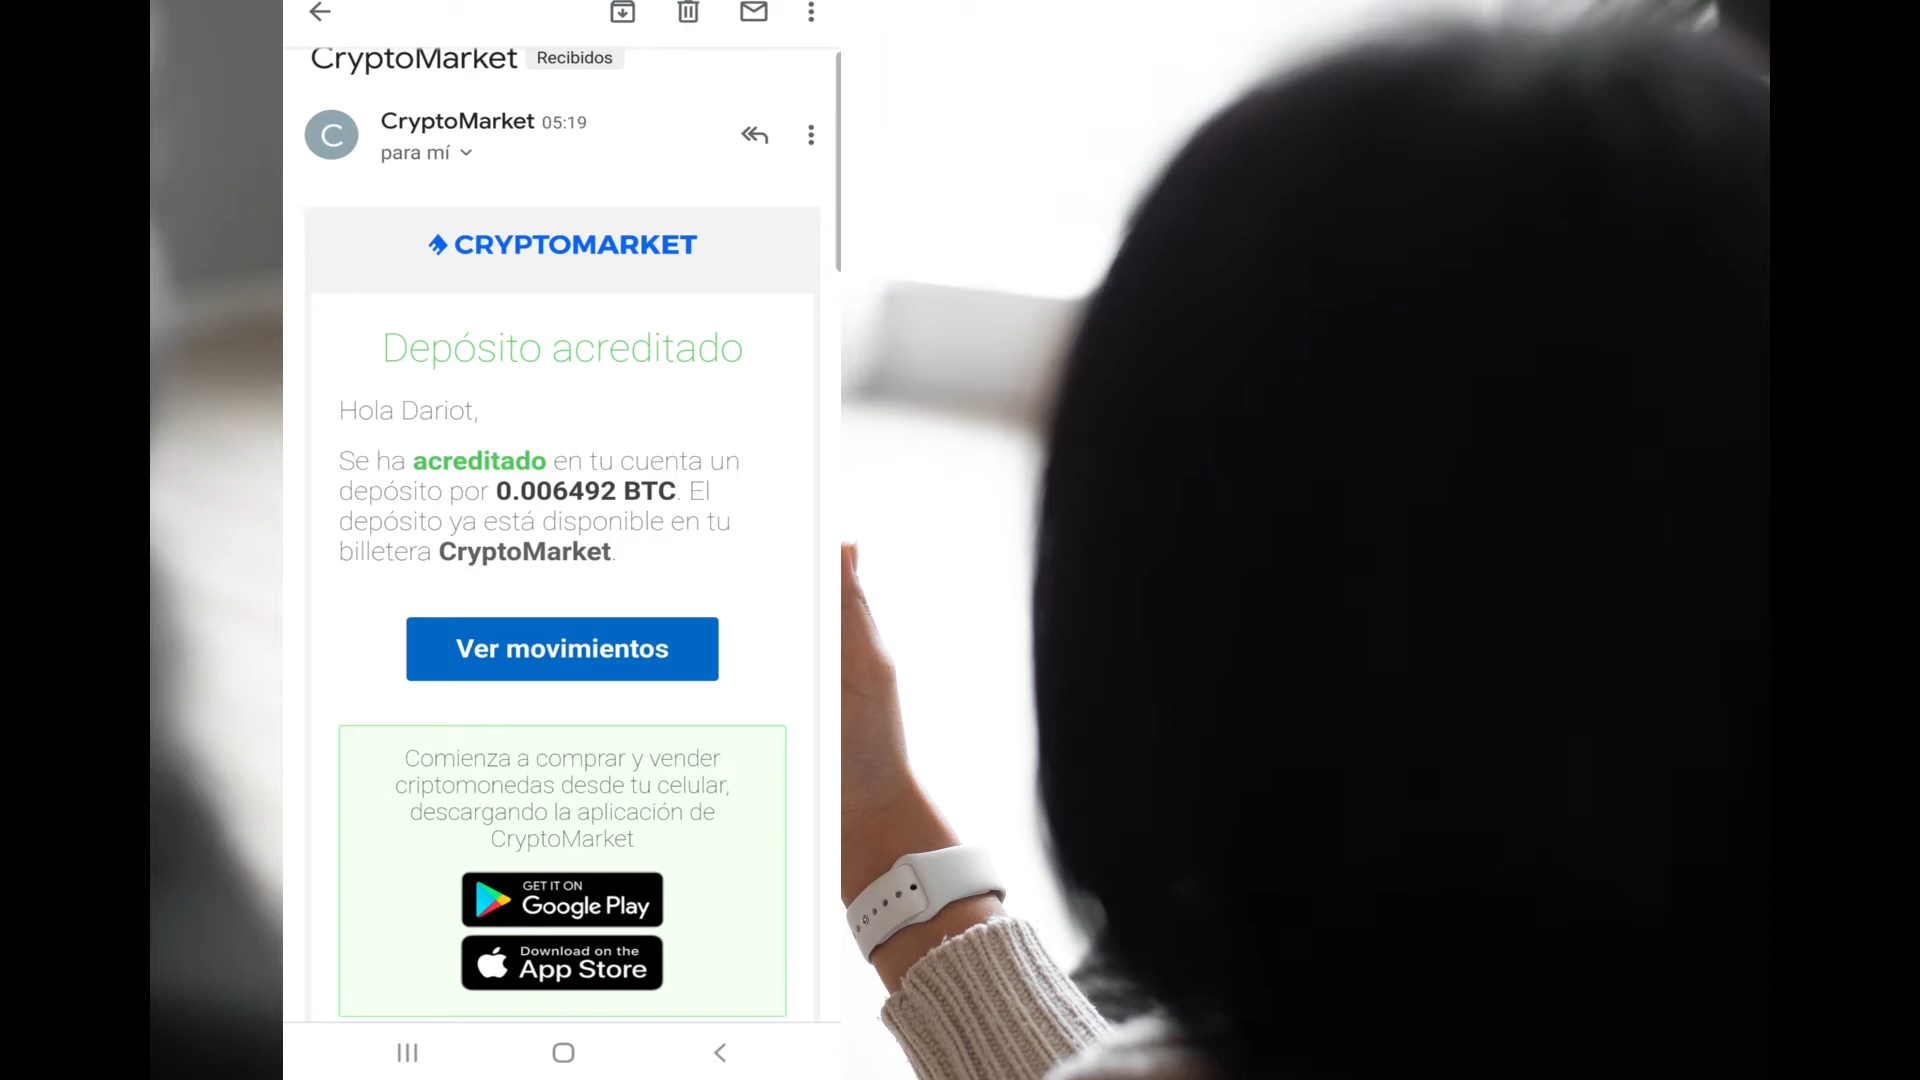 CryptoMarket Recibidos
C
CryptoMarket 05:19
para mí
CRYPTOMARKET
Depósito acreditado
Hola Dariot,
Se ha acreditado en tu cuenta un
depósito por 0.006492 BTC. El
depósito ya está disponible en tu
billetera CryptoMarket.
Ver movimientos
Comienza a comprar y vender
criptomonedas desde tu celular,
descargando la aplicación de
CryptoMarket
GET IT ON
Google Play
Download on the
App Store